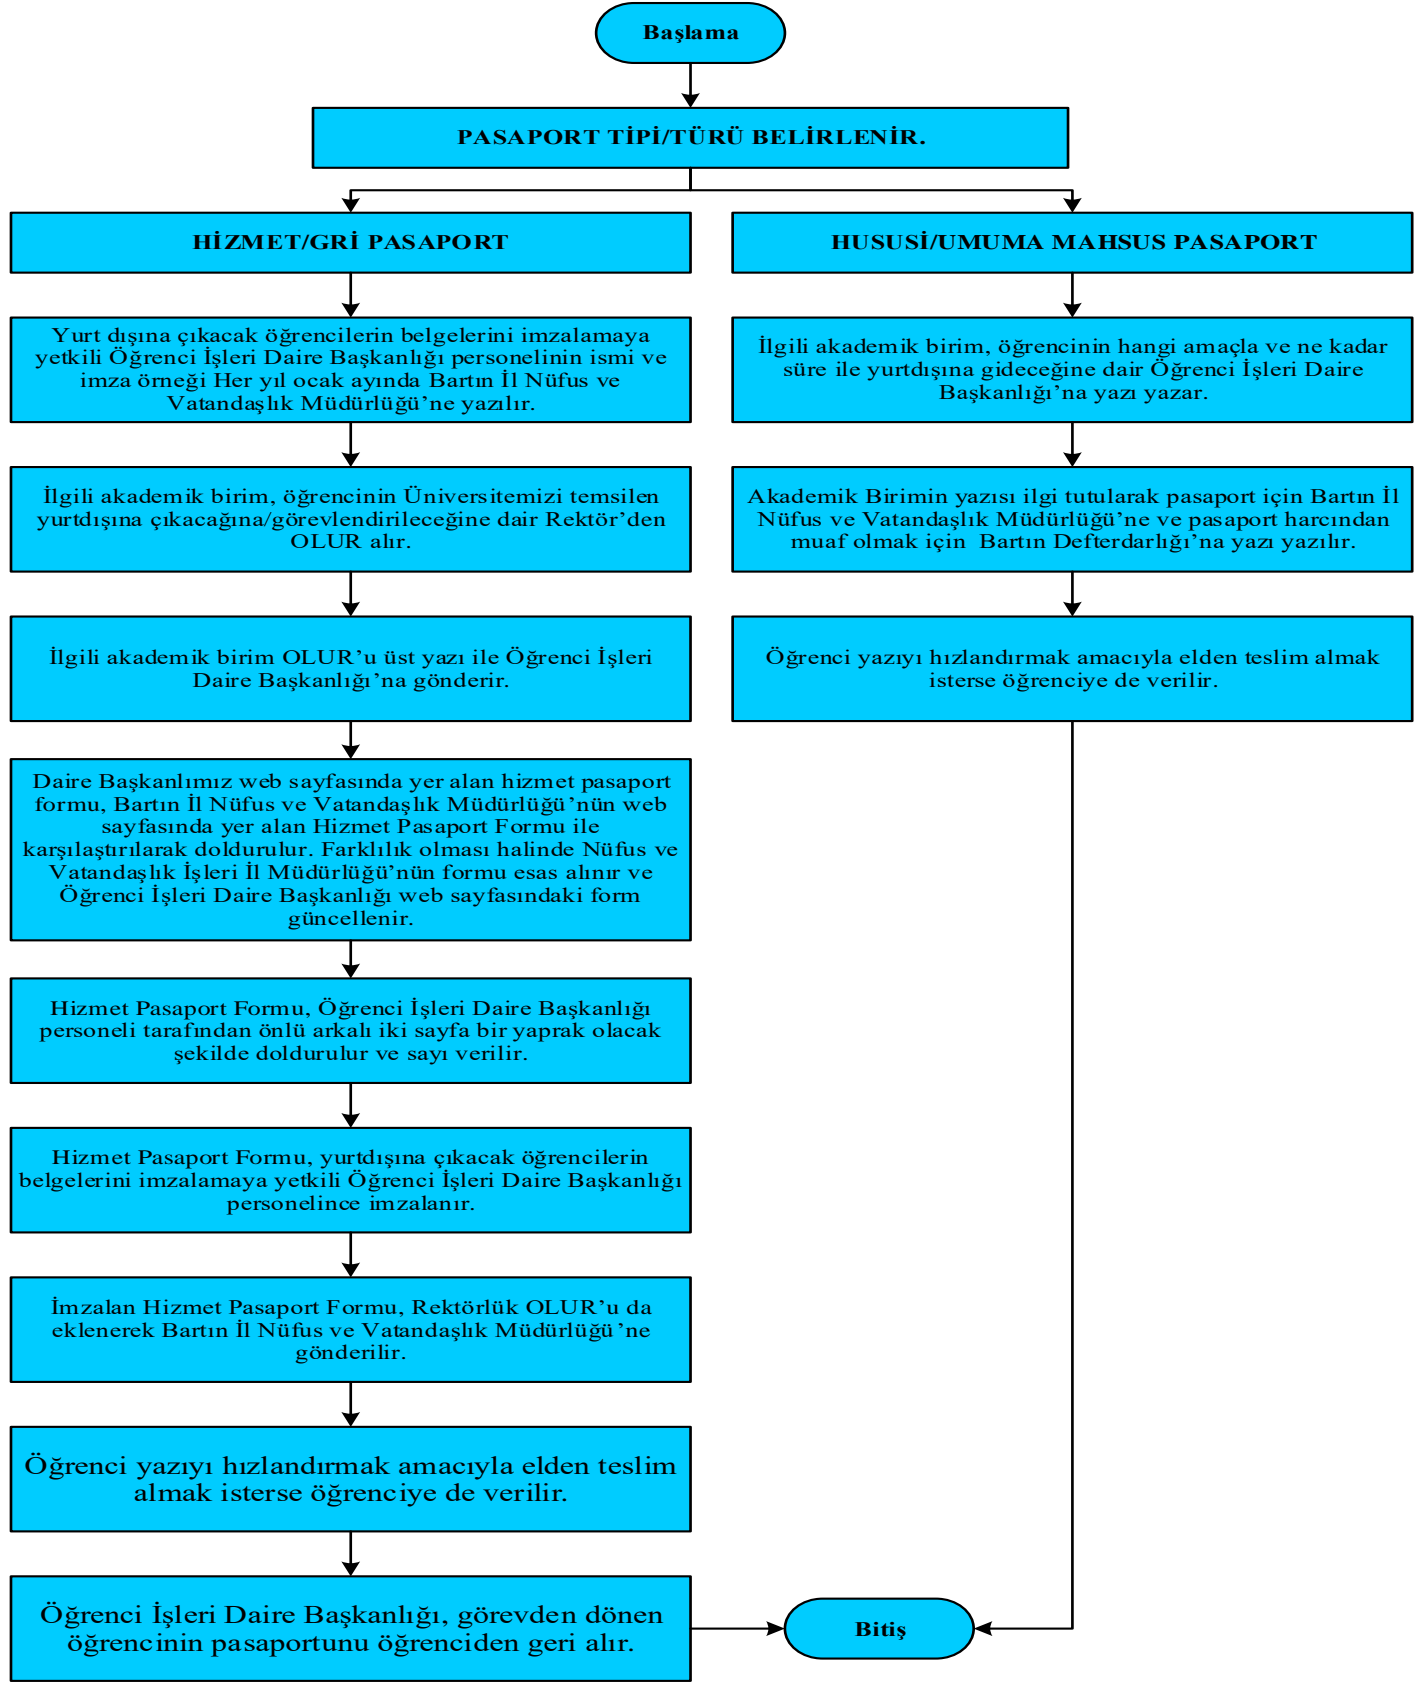 Başlama
PASAPORT TİPİ/TÜRÜ BELİRLENİR.
HİZMET/GRİ PASAPORT
Yurt dışına çıkacak öğrencilerin belgelerini imzalamaya
yetkili Öğrenci İşleri Daire Başkanlığı personelinin ismi ve
imza örneği Her yıl ocak ayında Bartın İl Nüfus ve
Vatandaşlık Müdürlüğü’ne yazılır.
İlgili akademik birim, öğrencinin Üniversitemizi temsilen
yurtdışına çıkacağına/görevlendirileceğine dair Rektör’den
OLUR alır.
İlgili akademik birim OLUR’u üst yazı ile Öğrenci İşleri
Daire Başkanlığı’na gönderir.
Daire Başkanlımız web sayfasında yer alan hizmet pasaport
formu, Bartın İl Nüfus ve Vatandaşlık Müdürlüğü’nün web
sayfasında yer alan Hizmet Pasaport Formu ile
karşılaştırılarak doldurulur. Farklılık olması halinde Nüfus ve
Vatandaşlık İşleri İl Müdürlüğü’nün formu esas alınır ve
Öğrenci İşleri Daire Başkanlığı web sayfasındaki form
güncellenir.
Hizmet Pasaport Formu, Öğrenci İşleri Daire Başkanlığı
personeli tarafından önlü arkalı iki sayfa bir yaprak olacak
şekilde doldurulur ve sayı verilir.
Hizmet Pasaport Formu, yurtdışına çıkacak öğrencilerin
belgelerini imzalamaya yetkili Öğrenci İşleri Daire Başkanlığı
personelince imzalanır.
İmzalan Hizmet Pasaport Formu, Rektörlük OLUR’u da
eklenerek Bartın İl Nüfus ve Vatandaşlık Müdürlüğü’ne
gönderilir.
Öğrenci yazıyı hızlandırmak amacıyla elden teslim
almak isterse öğrenciye de verilir.
Öğrenci İşleri Daire Başkanlığı, görevden dönen
öğrencinin pasaportunu öğrenciden geri alır.
HUSUSİ/UMUMA MAHSUS PASAPORT
İlgili akademik birim, öğrencinin hangi amaçla ve ne kadar
süre ile yurtdışına gideceğine dair Öğrenci İşleri Daire
Başkanlığı’na yazı yazar.
Akademik Birimin yazısı ilgi tutularak pasaport için Bartın İl
Nüfus ve Vatandaşlık Müdürlüğü’ne ve pasaport harcından
muaf olmak için  Bartın Defterdarlığı’na yazı yazılır.
Öğrenci yazıyı hızlandırmak amacıyla elden teslim almak
isterse öğrenciye de verilir.
Bitiş